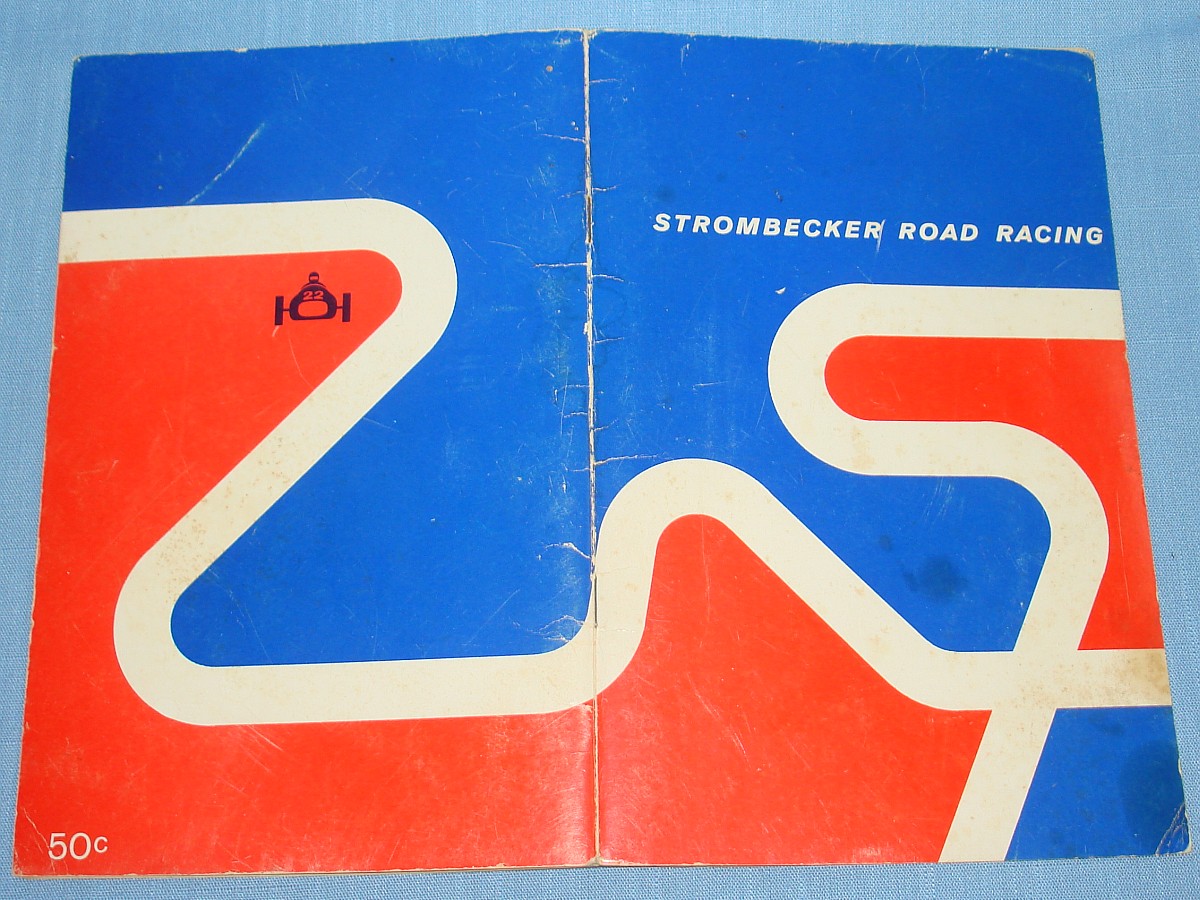 STROMBECKER ROAD RACING
22
50c